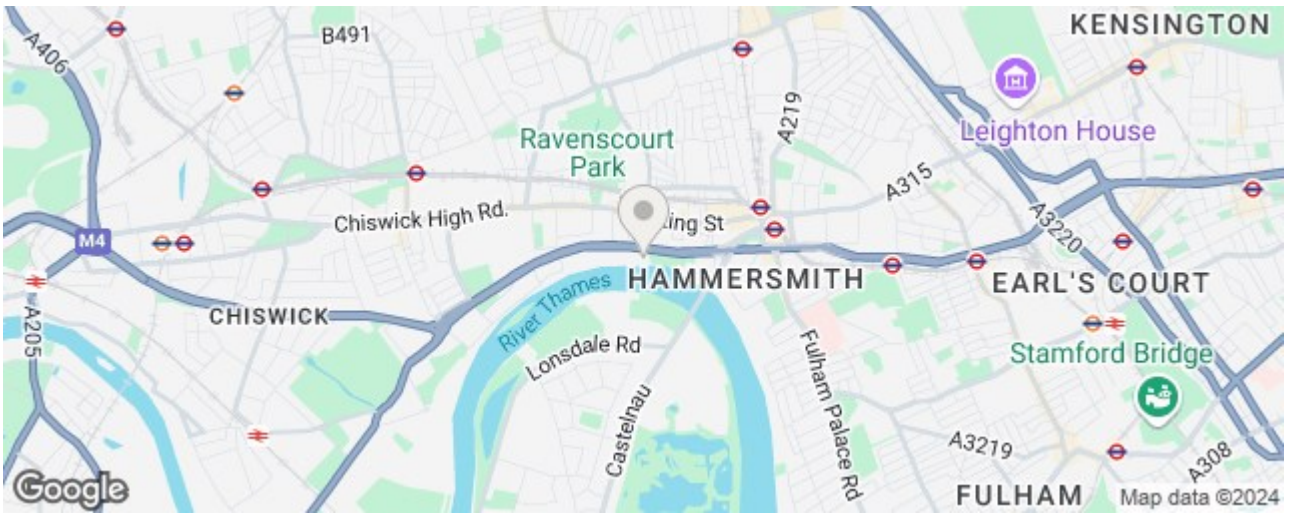 KENSINGTON
A406
B491
A219
Leighton House
Ravenscourt
Park
A315
Chiswick High Rd.
King St
A3220
M4
HAMMERSMITH
EARL'S COURT
River Thames
CHISWICK
A205
Lonsdale Rd
Stamford Bridge
Fulham Palace Rd
Castelnau
A3219
A308
Google
FULHAM
Map data ©2024